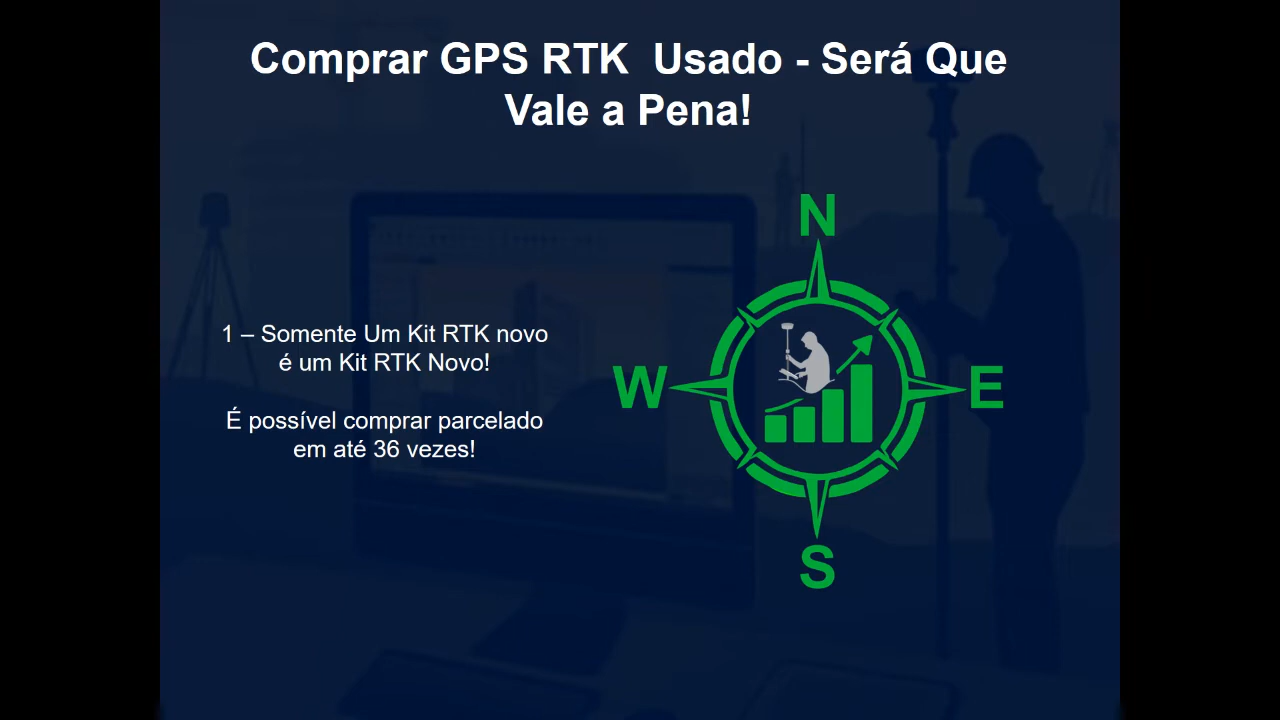 Comprar GPS RTK  Usado - Será Que
Vale a Pena!
N
1 – Somente Um Kit RTK novo
é um Kit RTK Novo!
W
E
É possível comprar parcelado
em até 36 vezes!
S